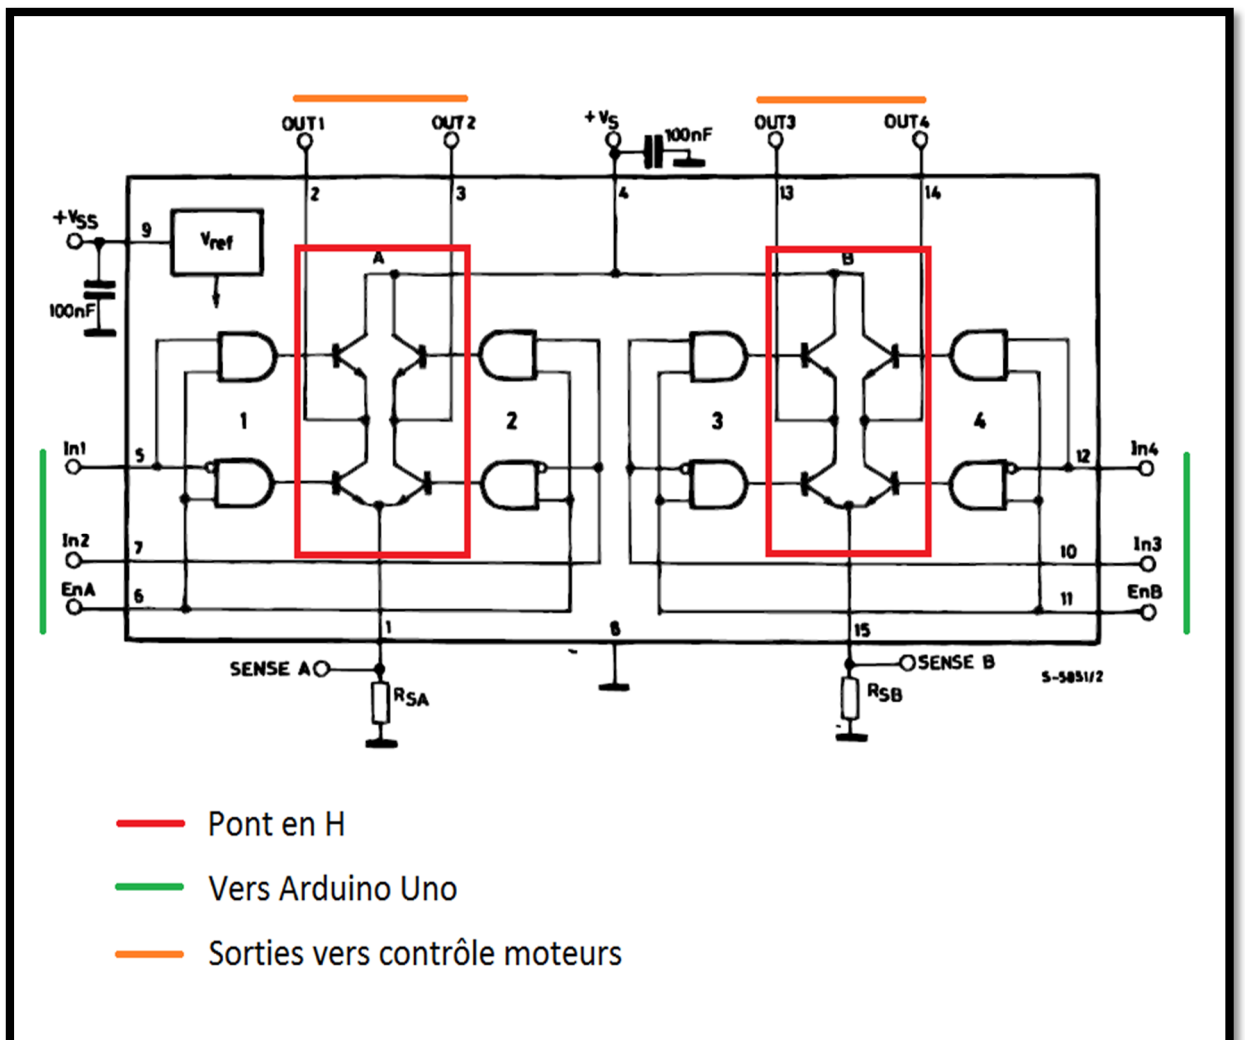 OUT1 OUT2 +VS 100nF OUT3 OUT4
2 3 4 13 14
+VSS 9 Vref A B
100nF
1 2 3 4
In1 5 12 In4
In2 7 10 In3
EnA 6 11 EnB
1 8 15
SENSE A SENSE B
RSA RSB S-5851/2
Pont en H
Vers Arduino Uno
Sorties vers contrôle moteurs